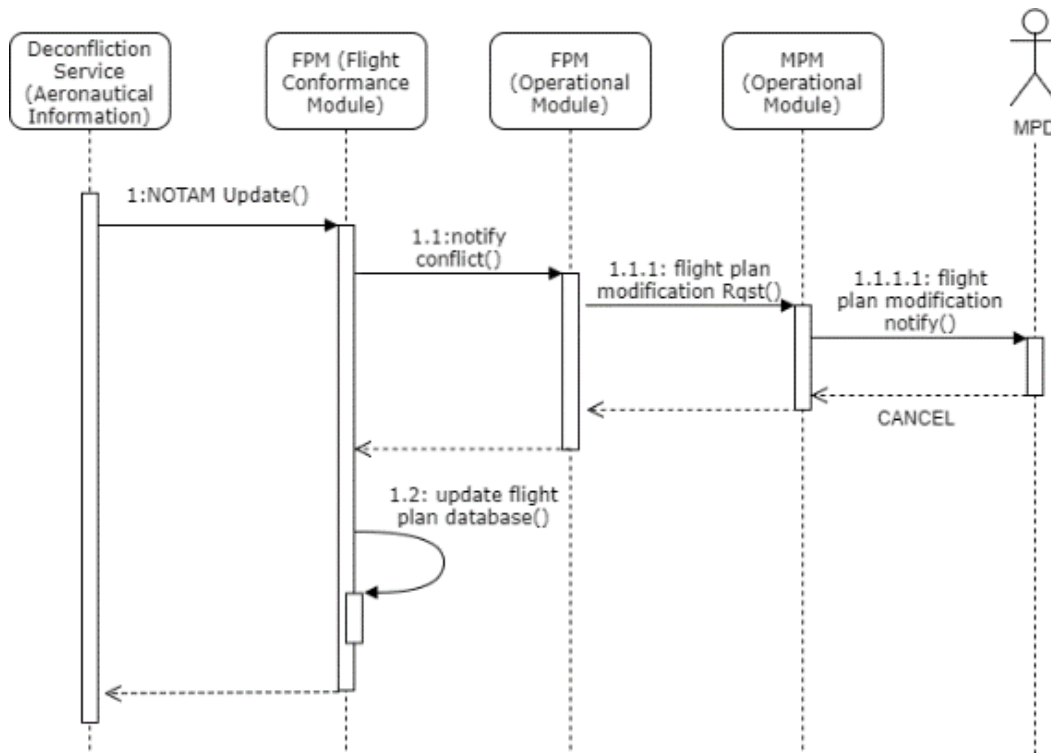 Deconfliction
Service
(Aeronautical
Information)
FPM (Flight
Conformance
Module)
FPM
(Operational
Module)
MPM
(Operational
Module)
MPD
1:NOTAM Update()
1.1:notify
conflict()
1.1.1: flight plan
modification Rqst()
1.1.1.1: flight
plan modification
notify()
CANCEL
1.2: update flight
plan database()